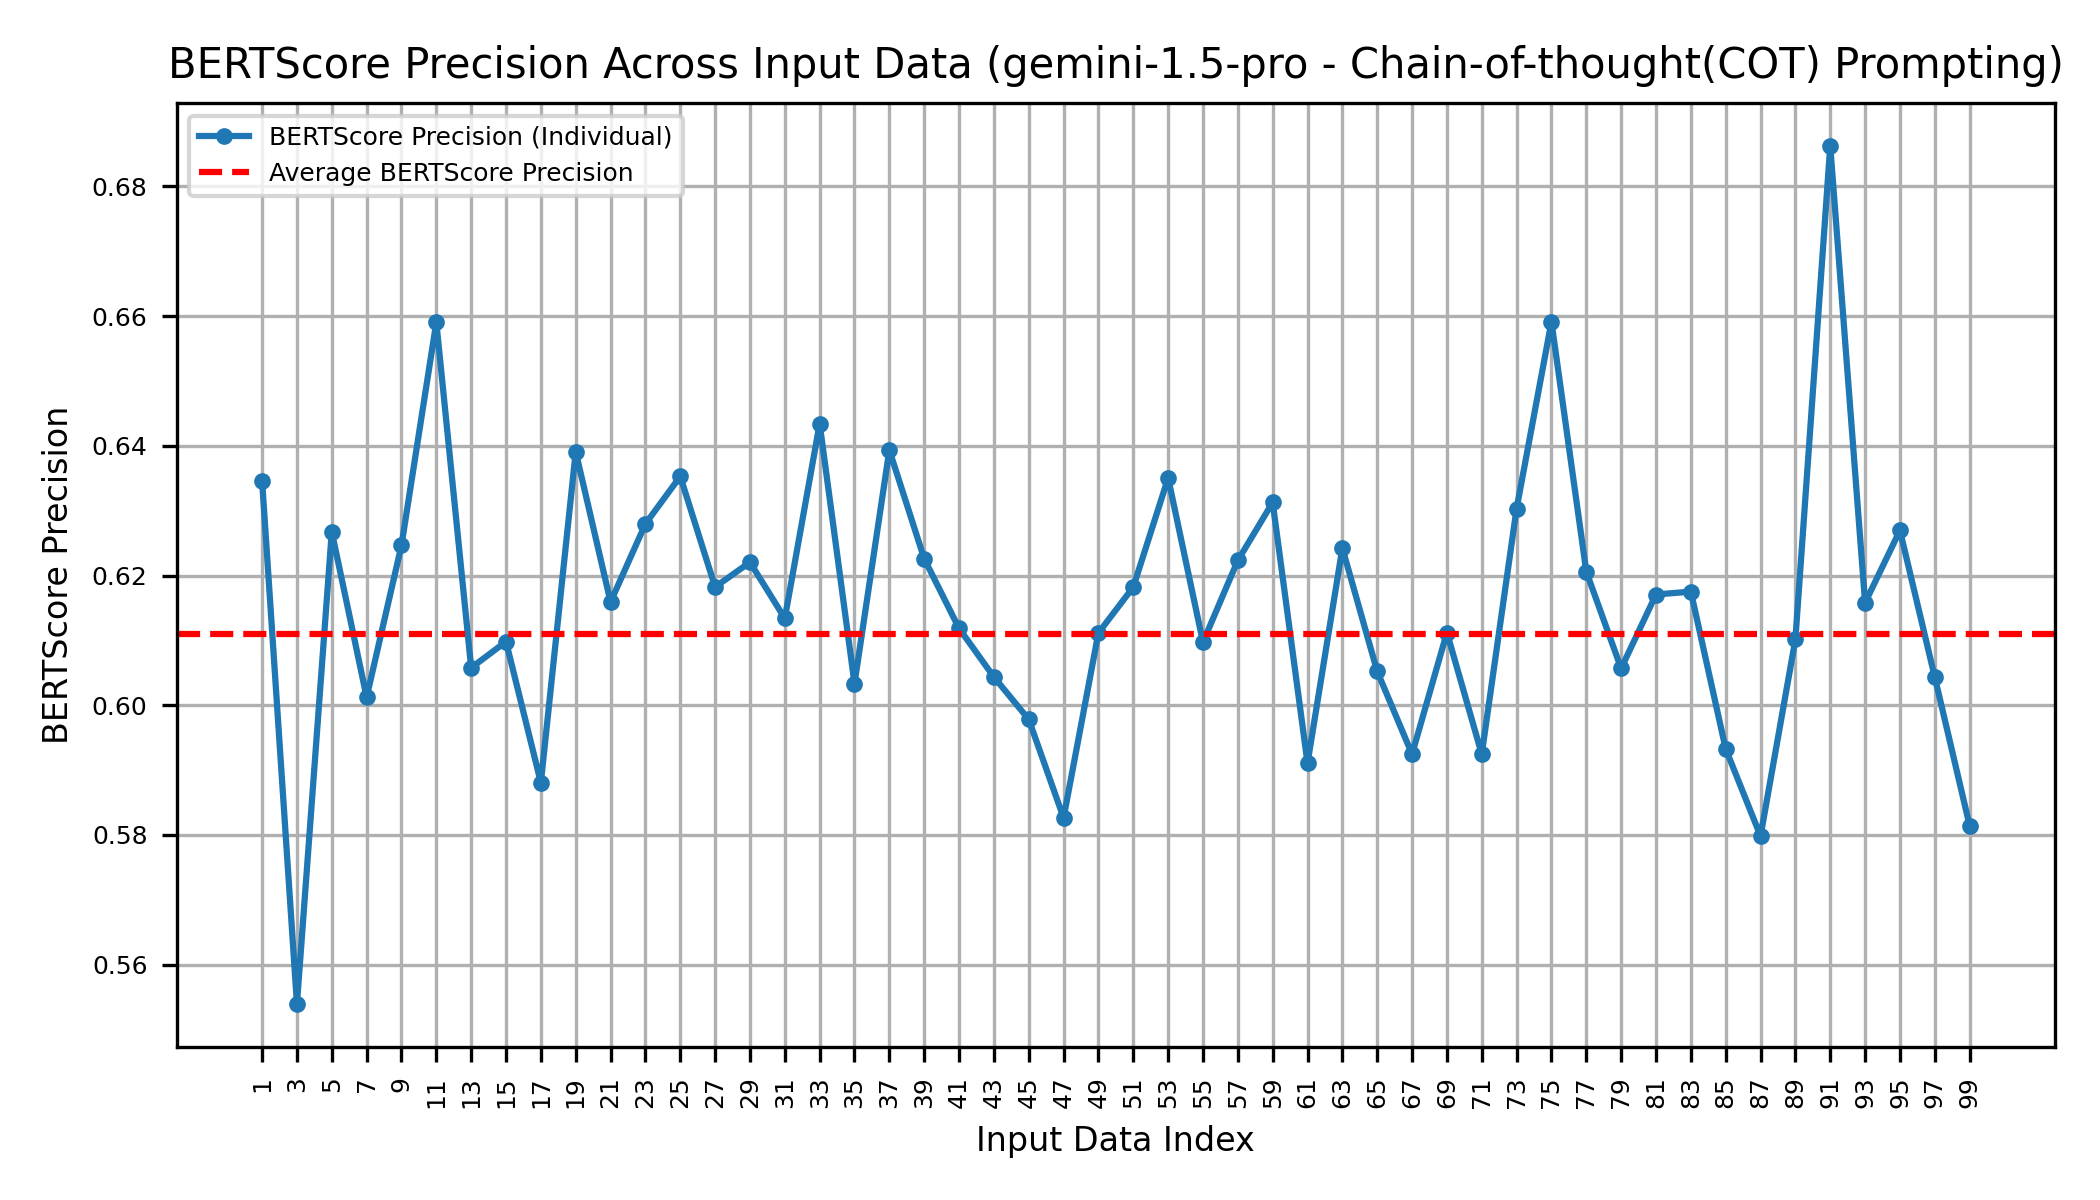 BERTScore Precision Across Input Data (gemini-1.5-pro - Chain-of-thought(COT) Prompting)
BERTScore Precision (Individual)
Average BERTScore Precision
BERTScore Precision
0.68
0.66
0.64
0.62
0.60
0.58
0.56
1 3 5 7 9 11 13 15 17 19 21 23 25 27 29 31 33 35 37 39 41 43 45 47 49 51 53 55 57 59 61 63 65 67 69 71 73 75 77 79 81 83 85 87 89 91 93 95 97 99
Input Data Index